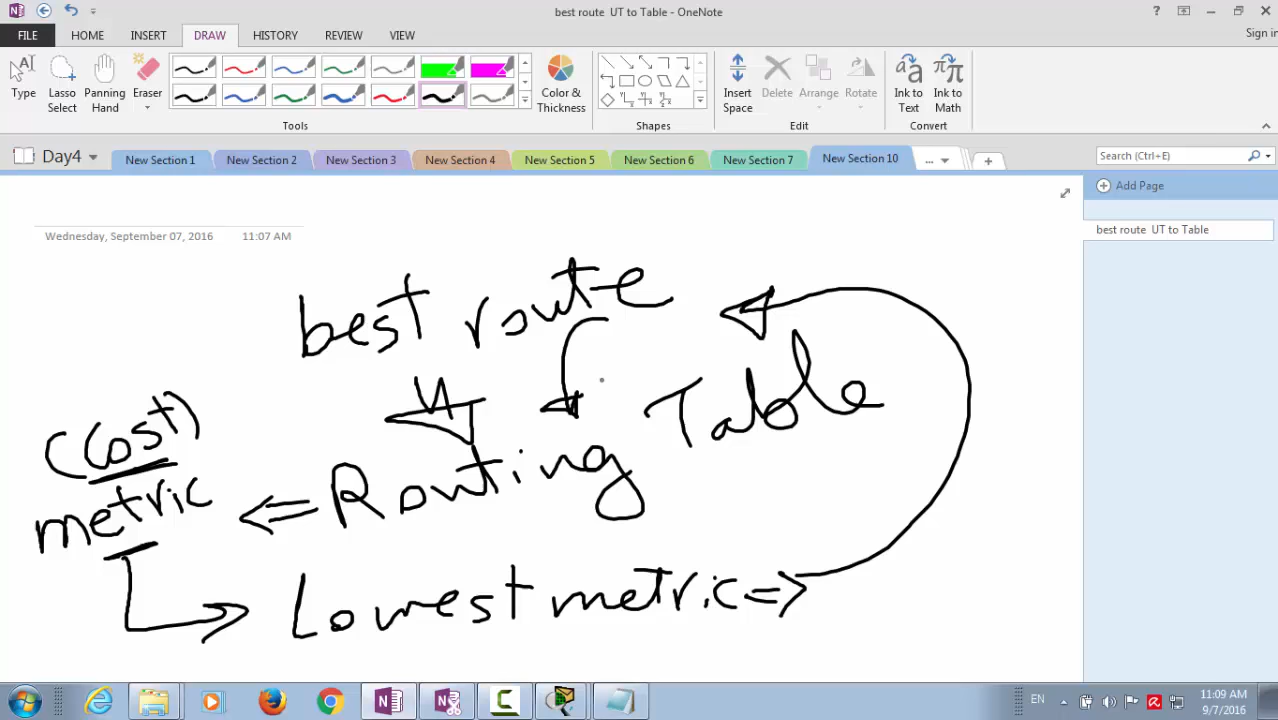 best route UT to Table - OneNote
?
Sign in
FILE HOME INSERT DRAW HISTORY REVIEW VIEW
Type
Lasso Select
Panning Hand
Eraser
Color & Thickness
Insert Space
Delete
Arrange
Rotate
Ink to Text
Ink to Math
Tools
Shapes
Edit
Convert
Day4
New Section 1
New Section 2
New Section 3
New Section 4
New Section 5
New Section 6
New Section 7
New Section 10
...
Search (Ctrl+E)
Add Page
best route UT to Table
Wednesday, September 07, 2016 11:07 AM
best route
Table
(Cost)
metric
Routing
Lowest metric
EN
11:09 AM
9/7/2016